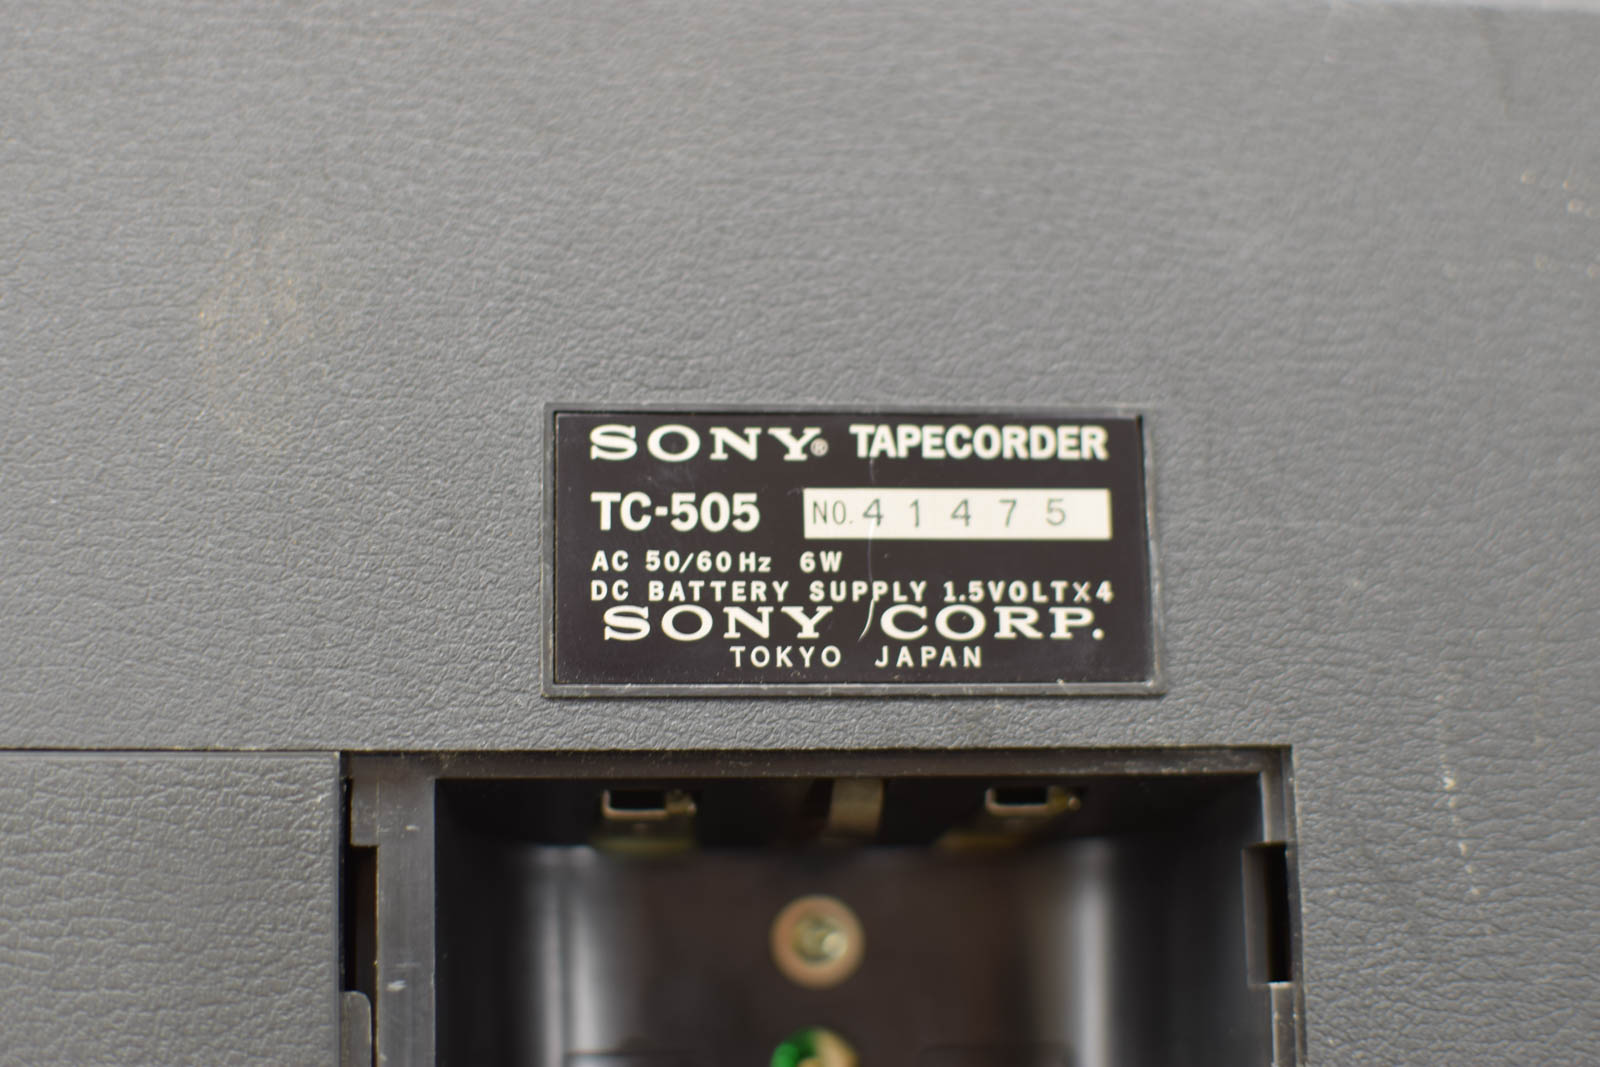 SONY® TAPECORDER
TC-505 NO. 41475
AC 50/60Hz 6W
DC BATTERY SUPPLY 1.5VOLT×4
SONY CORP.
TOKYO JAPAN